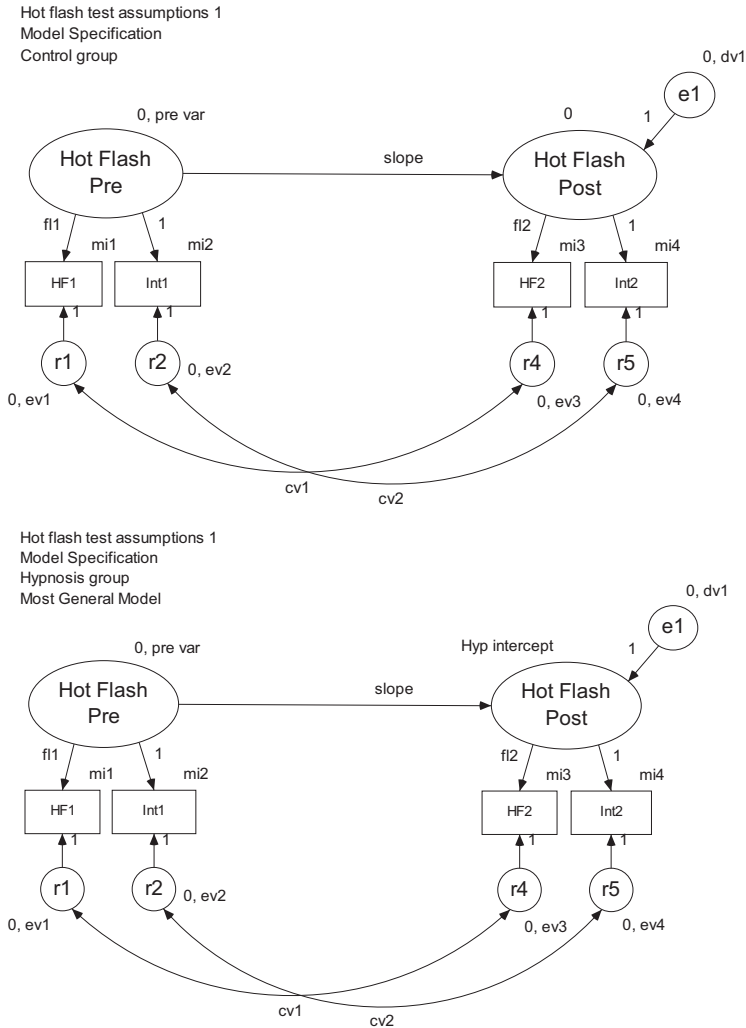 Hot flash test assumptions 1
Model Specification
Control group
0, dv1
e1
0, pre var
0
1
Hot Flash
Pre
slope
Hot Flash
Post
fl1
1
fl2
1
mi1
mi2
mi3
mi4
HF1
Int1
HF2
Int2
1
1
1
1
r1
r2
r4
r5
0, ev1
0, ev2
0, ev3
0, ev4
cv1
cv2
Hot flash test assumptions 1
Model Specification
Hypnosis group
Most General Model
0, dv1
e1
0, pre var
Hyp intercept
1
Hot Flash
Pre
slope
Hot Flash
Post
fl1
1
fl2
1
mi1
mi2
mi3
mi4
HF1
Int1
HF2
Int2
1
1
1
1
r1
r2
r4
r5
0, ev1
0, ev2
0, ev3
0, ev4
cv1
cv2